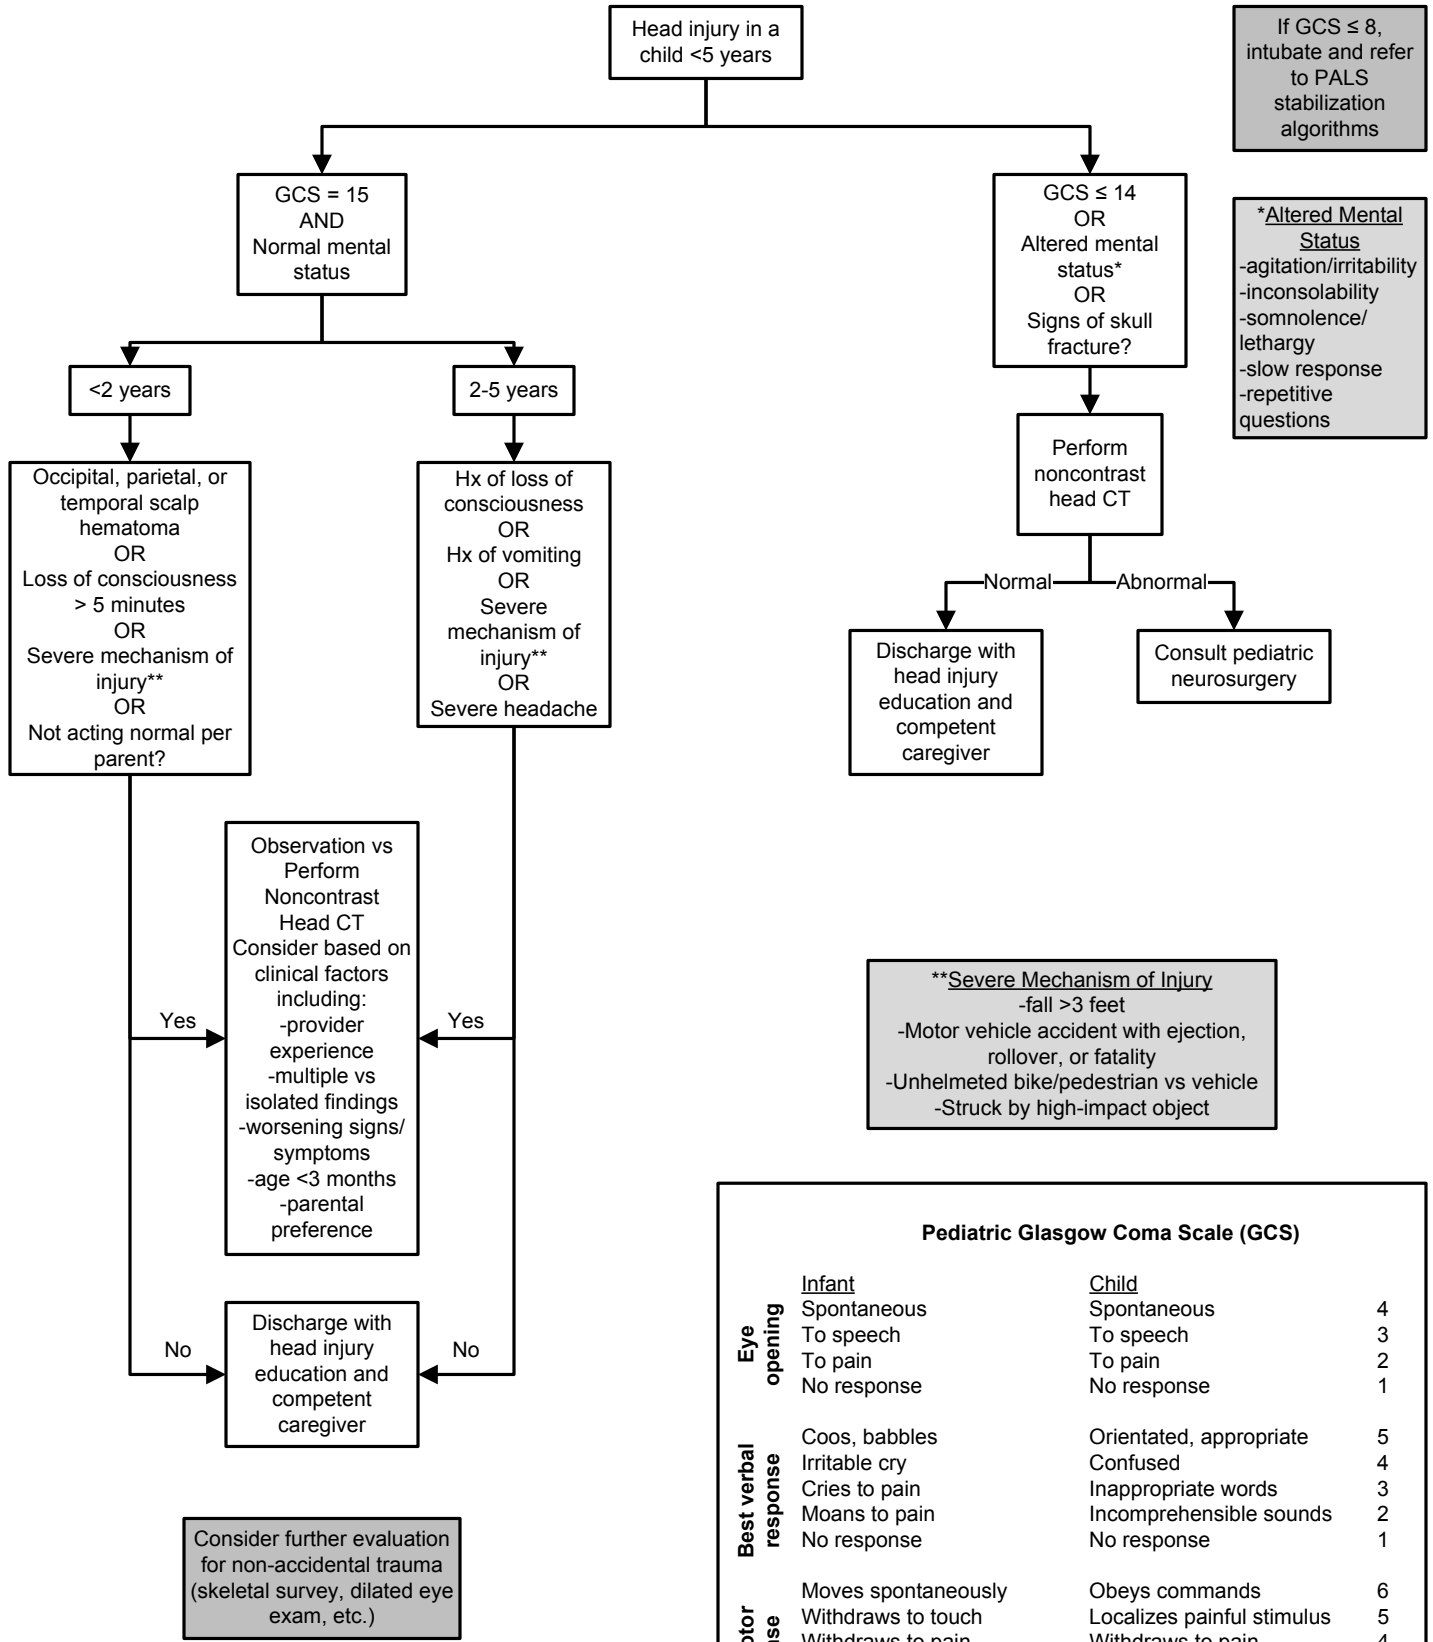 Head injury in a
child <5 years
If GCS ≤ 8,
intubate and refer
to PALS
stabilization
algorithms
GCS = 15
AND
Normal mental
status
GCS ≤ 14
OR
Altered mental
status*
OR
Signs of skull
fracture?
*Altered Mental
Status
-agitation/irritability
-inconsolability
-somnolence/
lethargy
-slow response
-repetitive
questions
<2 years
2-5 years
Occipital, parietal, or
temporal scalp
hematoma
OR
Loss of consciousness
> 5 minutes
OR
Severe mechanism of
injury**
OR
Not acting normal per
parent?
Hx of loss of
consciousness
OR
Hx of vomiting
OR
Severe
mechanism of
injury**
OR
Severe headache
Perform
noncontrast
head CT
Normal
Abnormal
Discharge with
head injury
education and
competent
caregiver
Consult pediatric
neurosurgery
Observation vs
Perform
Noncontrast
Head CT
Consider based on
clinical factors
including:
-provider
experience
-multiple vs
isolated findings
-worsening signs/
symptoms
-age <3 months
-parental
preference
Yes
Yes
**Severe Mechanism of Injury
-fall >3 feet
-Motor vehicle accident with ejection,
rollover, or fatality
-Unhelmeted bike/pedestrian vs vehicle
-Struck by high-impact object
No
No
Discharge with
head injury
education and
competent
caregiver
Consider further evaluation
for non-accidental trauma
(skeletal survey, dilated eye
exam, etc.)
Pediatric Glasgow Coma Scale (GCS)
Infant Child
Eye
opening
Spontaneous Spontaneous 4
To speech To speech 3
To pain To pain 2
No response No response 1
Best verbal
response
Coos, babbles Orientated, appropriate 5
Irritable cry Confused 4
Cries to pain Inappropriate words 3
Moans to pain Incomprehensible sounds 2
No response No response 1
Moves spontaneously Obeys commands 6
Withdraws to touch Localizes painful stimulus 5
Withdraws to pain Withdraws to pain 4